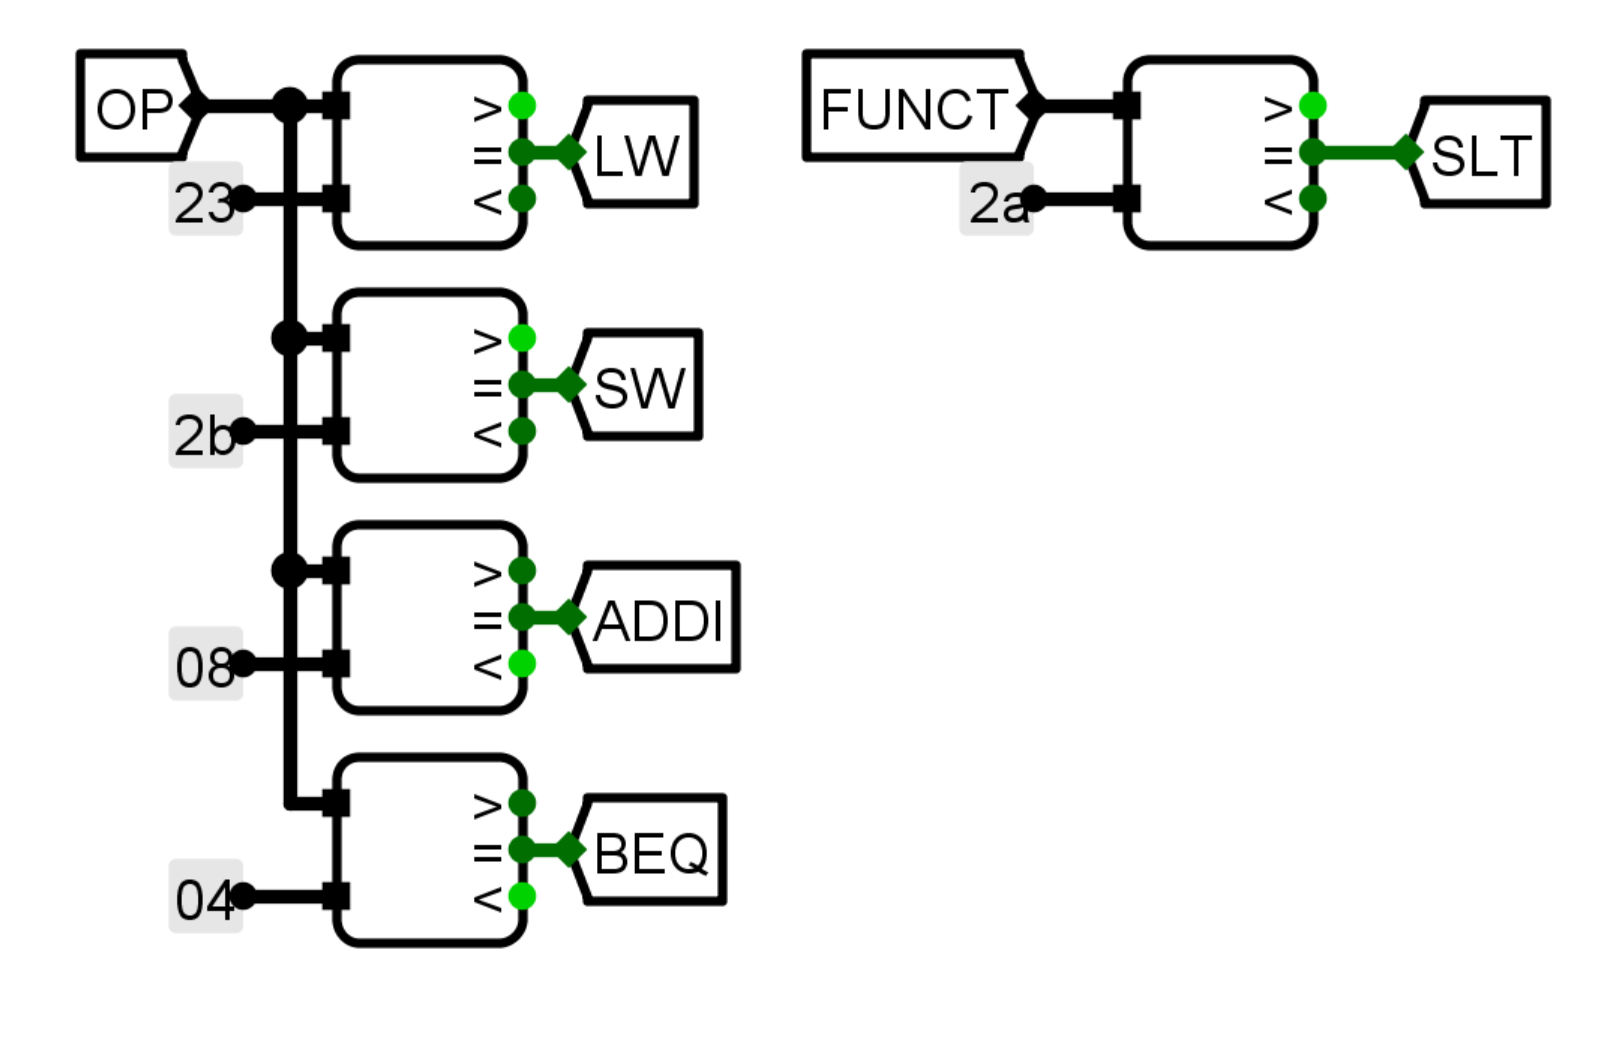 OP
>
=
<
LW
23
>
=
<
SW
2b
>
=
<
ADDI
08
>
=
<
BEQ
04
FUNCT
>
=
<
SLT
2a